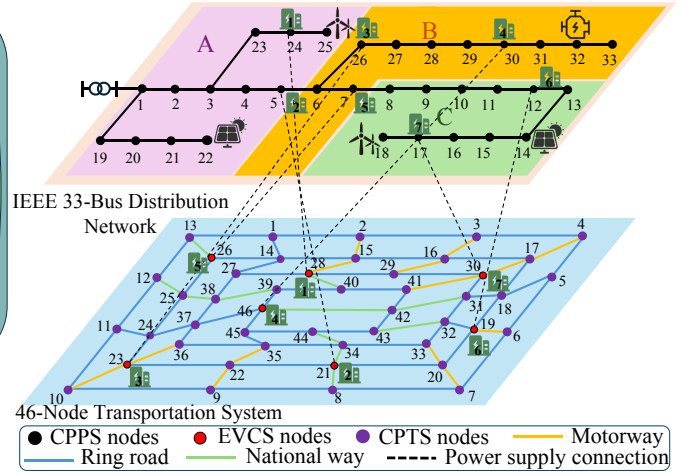 A
B
C
1
3
4
23 24 25
26 27 28 29 30 31 32 33
2
5
6
1 2 3 4 5 6 7 8 9 10 11 12 13
7
19 20 21 22
18 17 16 15 14
IEEE 33-Bus Distribution
Network
13 1 2 3 4
26 14 28 15 16 17
5
12 27 29 30 5
25 38 39 1 40 41 7
46 31 18
11 24 37 4 42 32 19 6
45 44 43 6
23 36 35 34 33
3 22 21 2 20
10 9 8 7
46-Node Transportation System
CPPS nodes EVCS nodes CPTS nodes Motorway
Ring road National way Power supply connection